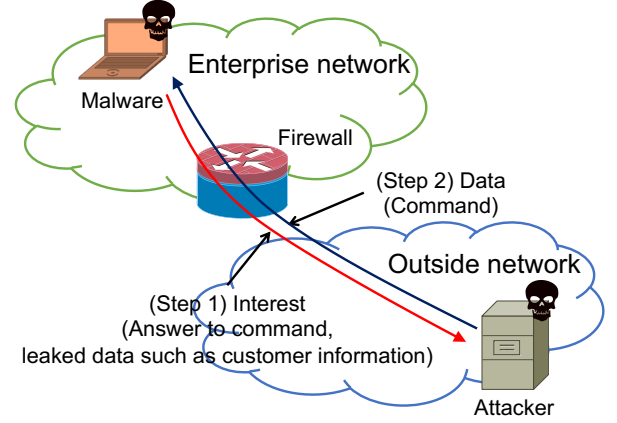 Enterprise network
Malware
Firewall
(Step 2) Data
(Command)
Outside network
(Step 1) Interest
(Answer to command,
leaked data such as customer information)
Attacker